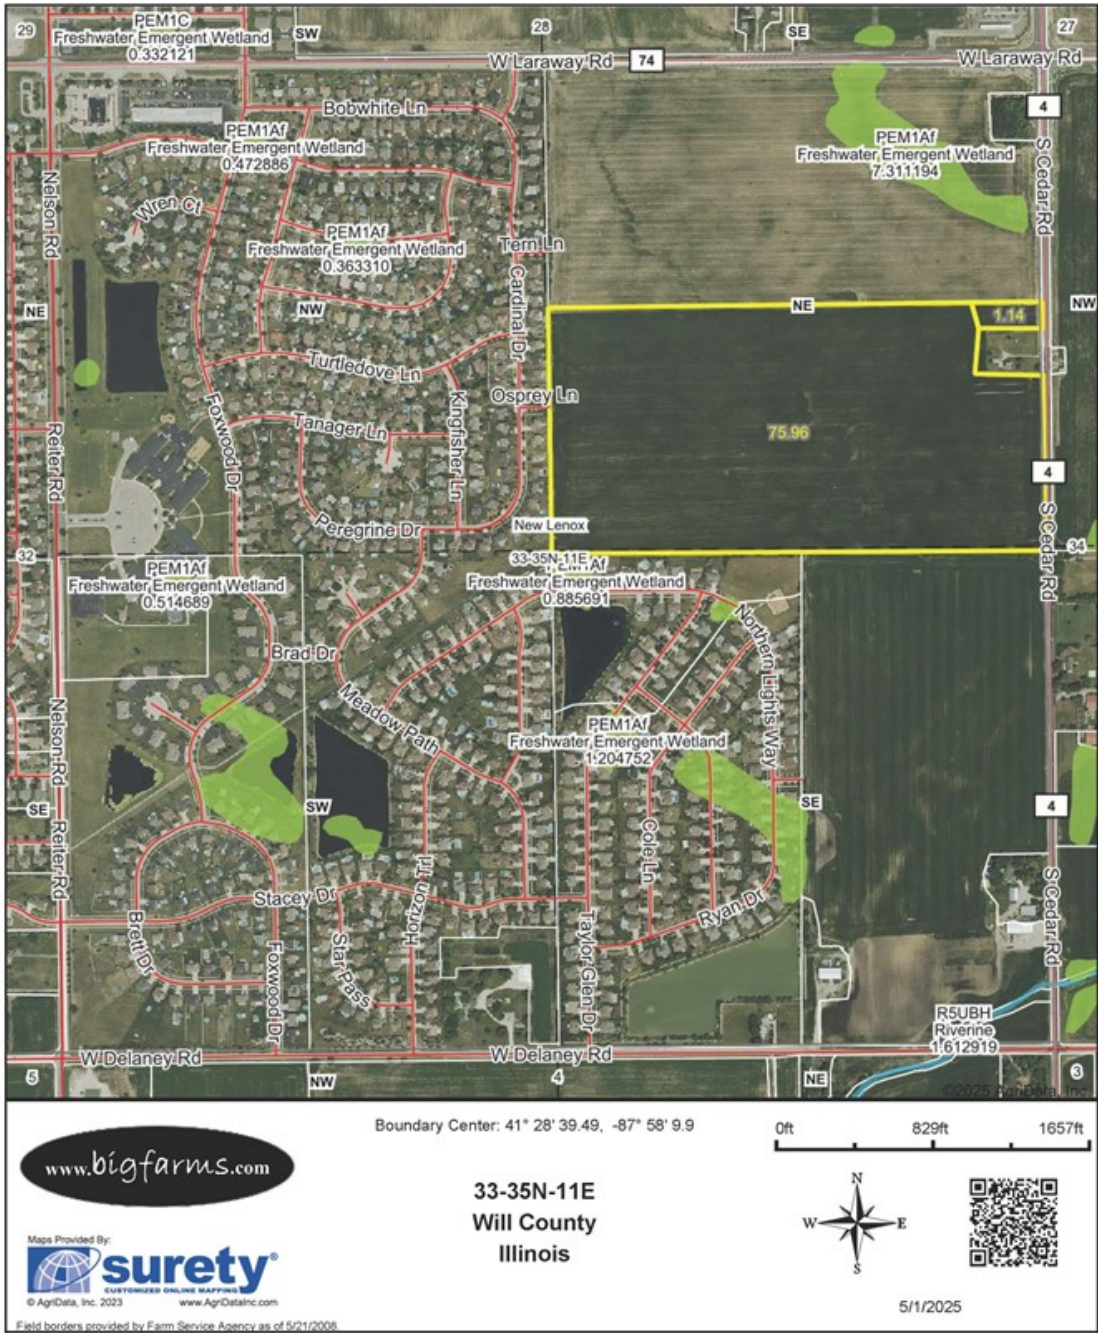 29
PEM1C
Freshwater Emergent Wetland
0.332121
SW
28
SE
27
W Laraway Rd
74
W Laraway Rd
Bobwhite Ln
4
PEM1Af
Freshwater Emergent Wetland
0.472886
PEM1Af
Freshwater Emergent Wetland
7.311194
S Cedar Rd
Nelson Rd
Wren Ct
PEM1Af
Freshwater Emergent Wetland
0.363310
Tern Ln
Cardinal Dr
NE
NW
NE
1.14
NW
Turtledove Ln
Osprey Ln
Foxwood Dr
Tanager Ln
Kingfisher Ln
75.96
Reiter Rd
4
Peregrine Dr
New Lenox
S Cedar Rd
32
33-35N-11E
34
PEM1Af
Freshwater Emergent Wetland
0.514689
PEM1Af
Freshwater Emergent Wetland
0.885691
Brad Dr
Northern Lights Way
Meadow Path
Nelson Rd
PEM1Af
Freshwater Emergent Wetland
1.204752
SE
SW
SE
4
Reiter Rd
Cole Ln
Horizon Trl
S Cedar Rd
Stacey Dr
Ryan Dr
Brett Dr
Star Pass
Foxwood Dr
Taylor Glen Dr
R5UBH
Riverine
1.612919
W Delaney Rd
W Delaney Rd
5
NW
4
NE
3
©2025 AgriData, Inc.
Boundary Center: 41° 28' 39.49, -87° 58' 9.9
0ft 829ft 1657ft
www.bigfarms.com
33-35N-11E
Will County
Illinois
N
W E
S
Maps Provided By:
surety®
CUSTOMIZED ONLINE MAPPING
© AgriData, Inc. 2023 www.AgriDataInc.com
5/1/2025
Field borders provided by Farm Service Agency as of 5/21/2008.